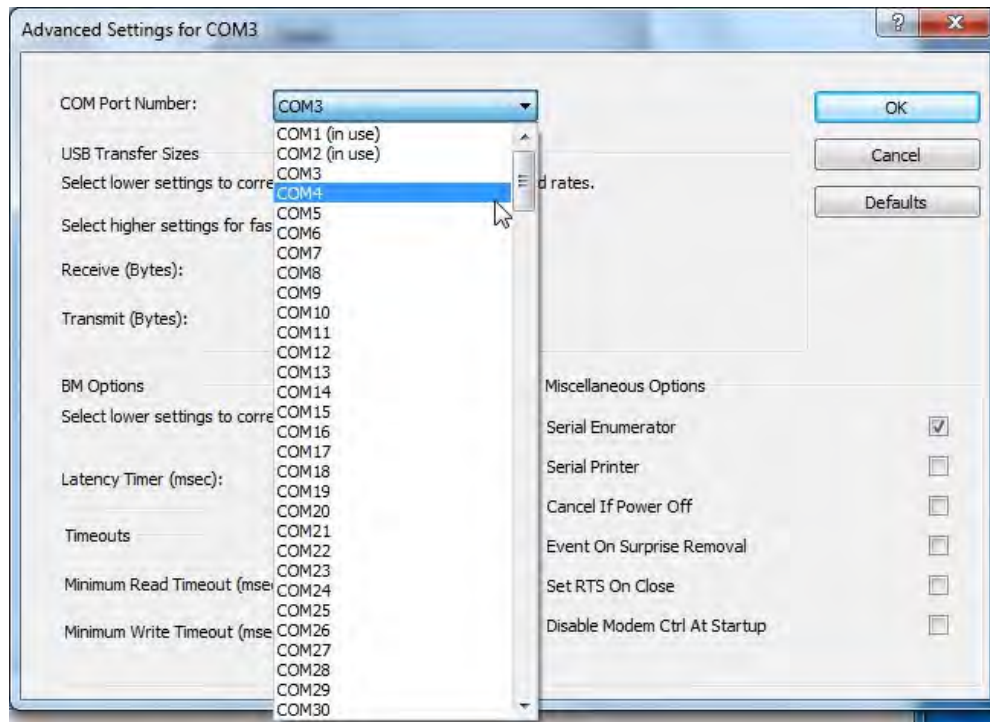 Advanced Settings for COM3
COM Port Number:
COM3
OK
Cancel
Defaults
COM1 (in use)
COM2 (in use)
COM3
COM4
COM5
COM6
COM7
COM8
COM9
COM10
COM11
COM12
COM13
COM14
COM15
COM16
COM17
COM18
COM19
COM20
COM21
COM22
COM23
COM24
COM25
COM26
COM27
COM28
COM29
COM30
USB Transfer Sizes
Select lower settings to corre d rates.
Select higher settings for fas
Receive (Bytes):
Transmit (Bytes):
BM Options
Select lower settings to corre
Latency Timer (msec):
Timeouts
Minimum Read Timeout (mse
Minimum Write Timeout (mse
Miscellaneous Options
Serial Enumerator
Serial Printer
Cancel If Power Off
Event On Surprise Removal
Set RTS On Close
Disable Modem Ctrl At Startup